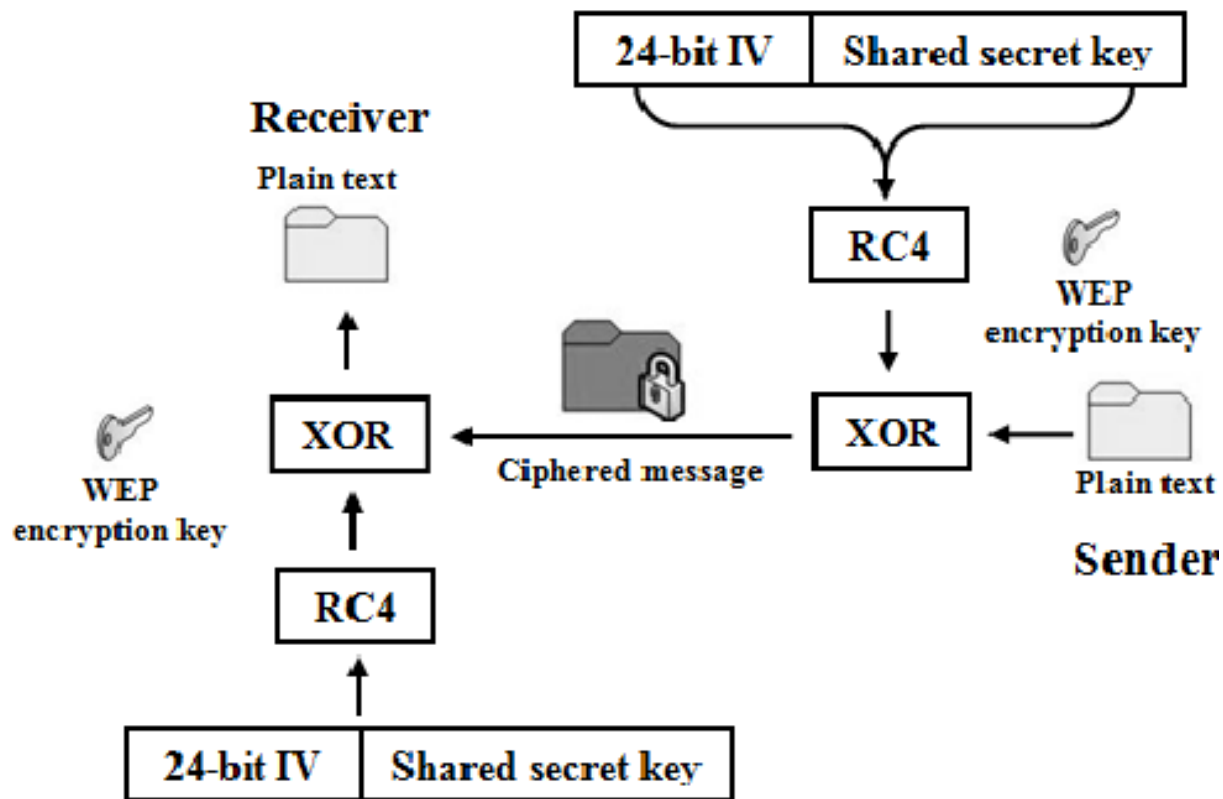 24-bit IV
Shared secret key
Receiver
Plain text
RC4
WEP
encryption key
XOR
XOR
Ciphered message
Plain text
WEP
encryption key
Sender
RC4
24-bit IV
Shared secret key